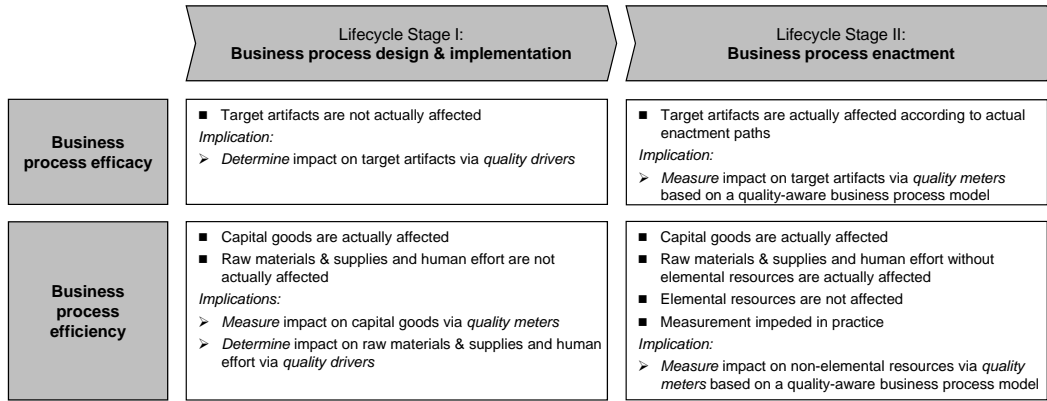 Lifecycle Stage I:
Business process design & implementation
Lifecycle Stage II:
Business process enactment
Business
process efficacy
■ Target artifacts are not actually affected
Implication:
➢ Determine impact on target artifacts via quality drivers
■ Target artifacts are actually affected according to actual
enactment paths
Implication:
➢ Measure impact on target artifacts via quality meters
based on a quality-aware business process model
Business
process
efficiency
■ Capital goods are actually affected
■ Raw materials & supplies and human effort are not
actually affected
Implications:
➢ Measure impact on capital goods via quality meters
➢ Determine impact on raw materials & supplies and human
effort via quality drivers
■ Capital goods are actually affected
■ Raw materials & supplies and human effort without
elemental resources are actually affected
■ Elemental resources are not affected
■ Measurement impeded in practice
Implication:
➢ Measure impact on non-elemental resources via quality
meters based on a quality-aware business process model